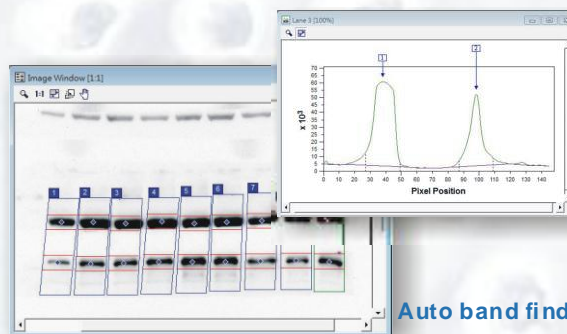 Lane 3 [100%]
1
2
x 10³
70
65
60
55
50
45
40
35
30
25
20
15
10
5
0
0 10 20 30 40 50 60 70 80 90 100 110 120 130 140
Pixel Position
Image Window [1:1]
1:1
1 2 3 4 5 6 7
Auto band find